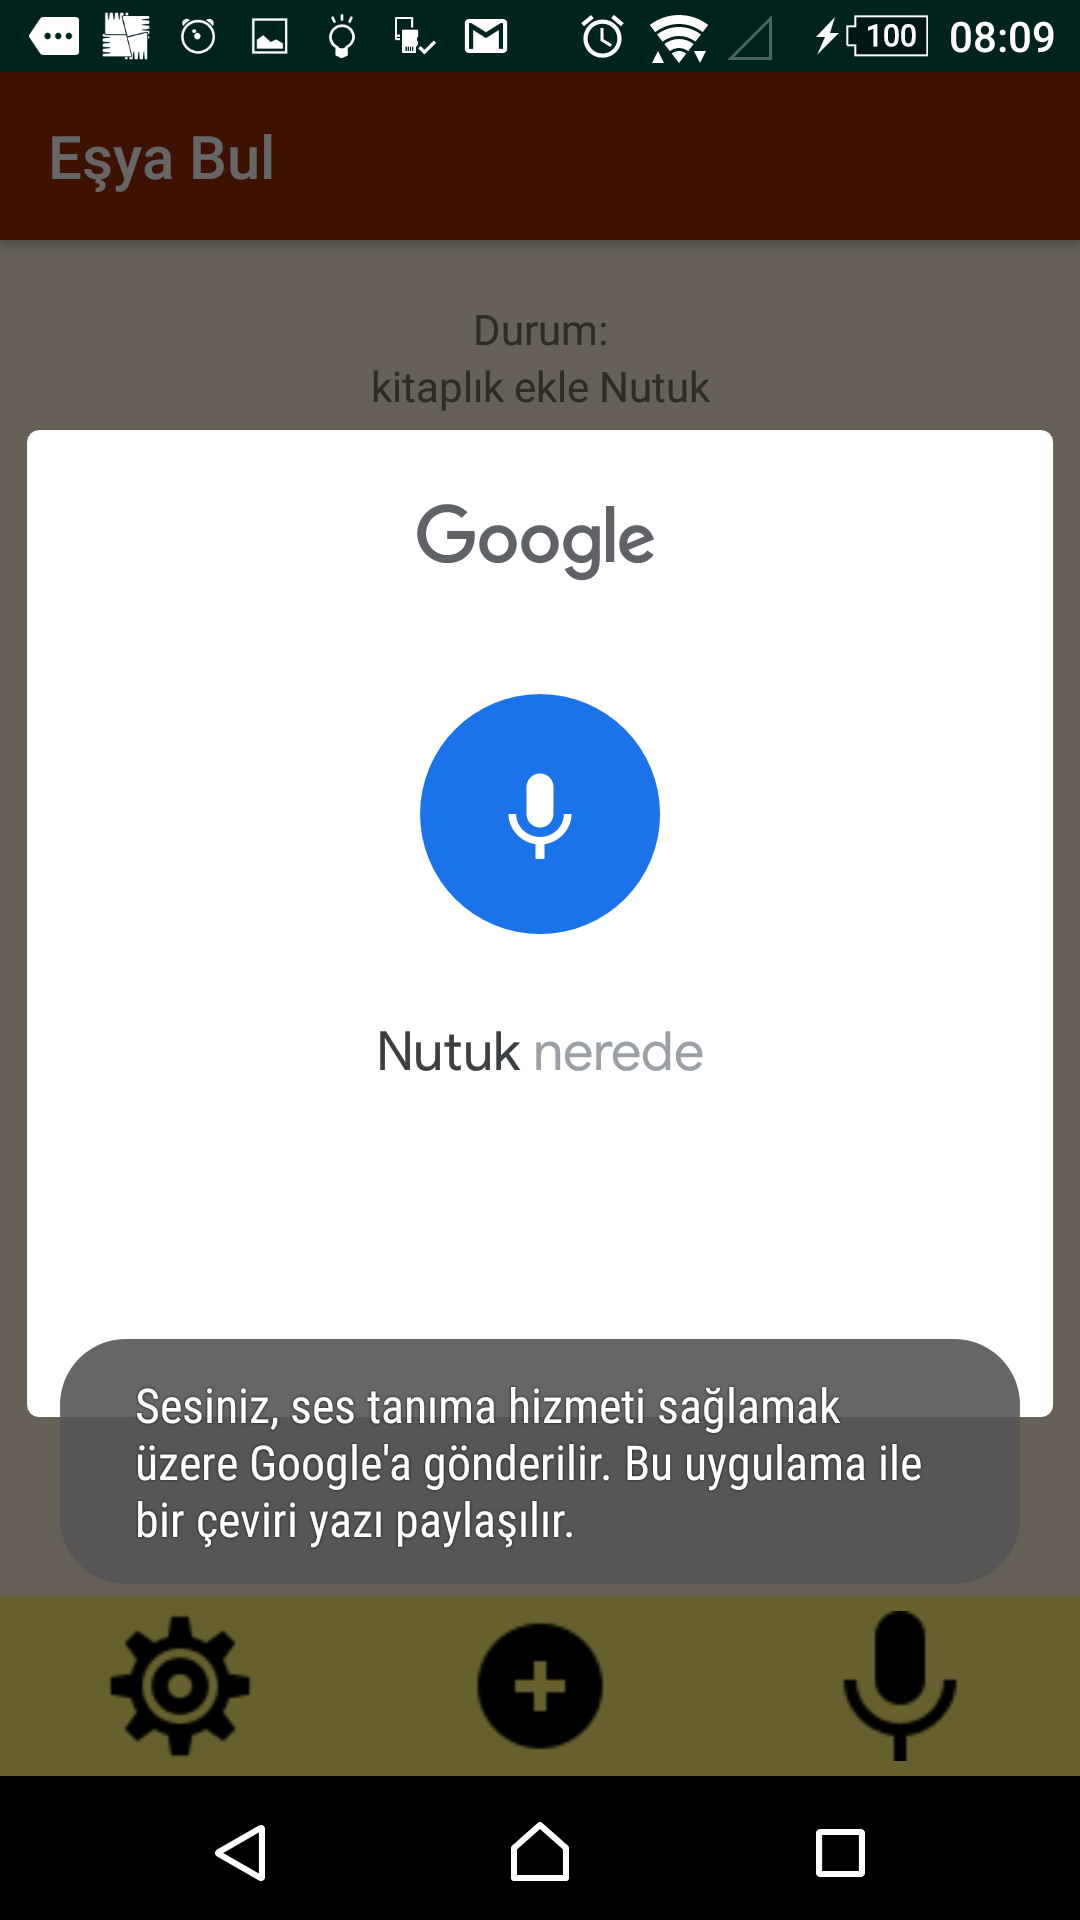 100 08:09
Eşya Bul
Durum:
kitaplık ekle Nutuk
Google
Nutuk nerede
Sesiniz, ses tanıma hizmeti sağlamak
üzere Google'a gönderilir. Bu uygulama ile
bir çeviri yazı paylaşılır.